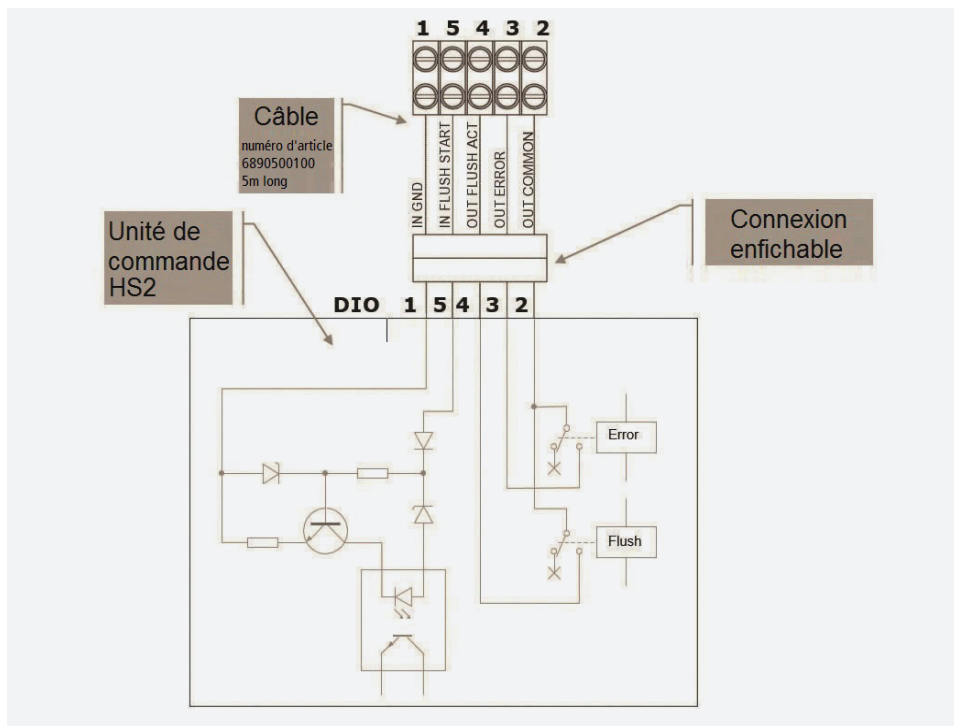 1 5 4 3 2
Câble
numéro d'article
6890500100
5m long
IN GND
IN FLUSH START
OUT FLUSH ACT
OUT ERROR
OUT COMMON
Unité de
commande
HS2
Connexion
enfichable
DIO 1 5 4 3 2
Error
Flush